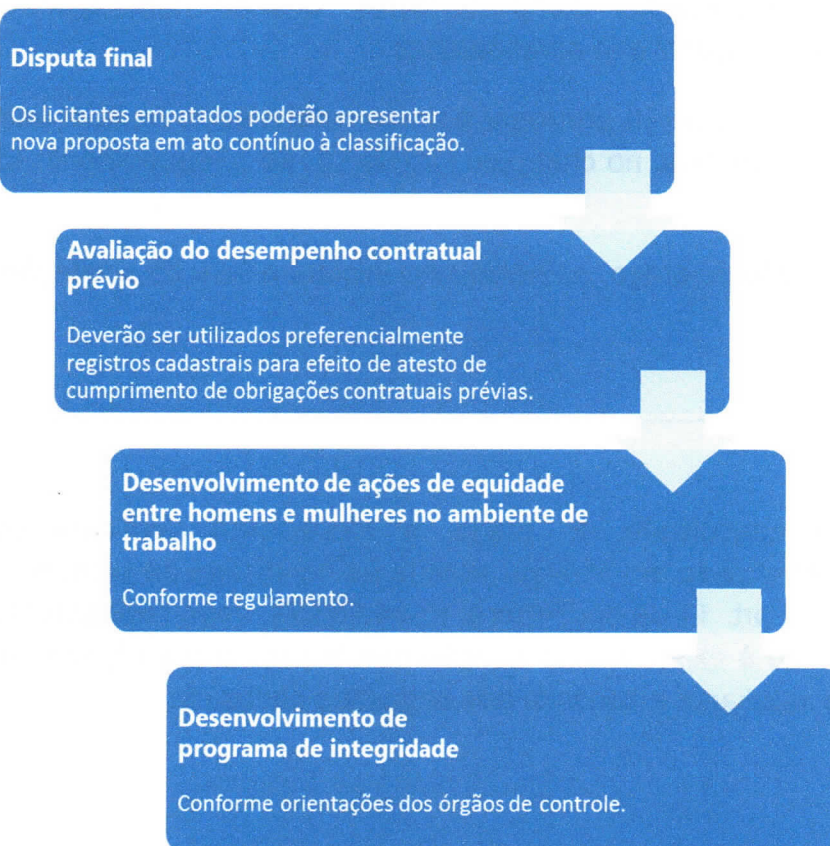 Disputa final
Os licitantes empatados poderão apresentar
nova proposta em ato contínuo à classificação.
Avaliação do desempenho contratual
prévio
Deverão ser utilizados preferencialmente
registros cadastrais para efeito de atesto de
cumprimento de obrigações contratuais prévias.
Desenvolvimento de ações de equidade
entre homens e mulheres no ambiente de
trabalho
Conforme regulamento.
Desenvolvimento de
programa de integridade
Conforme orientações dos órgãos de controle.